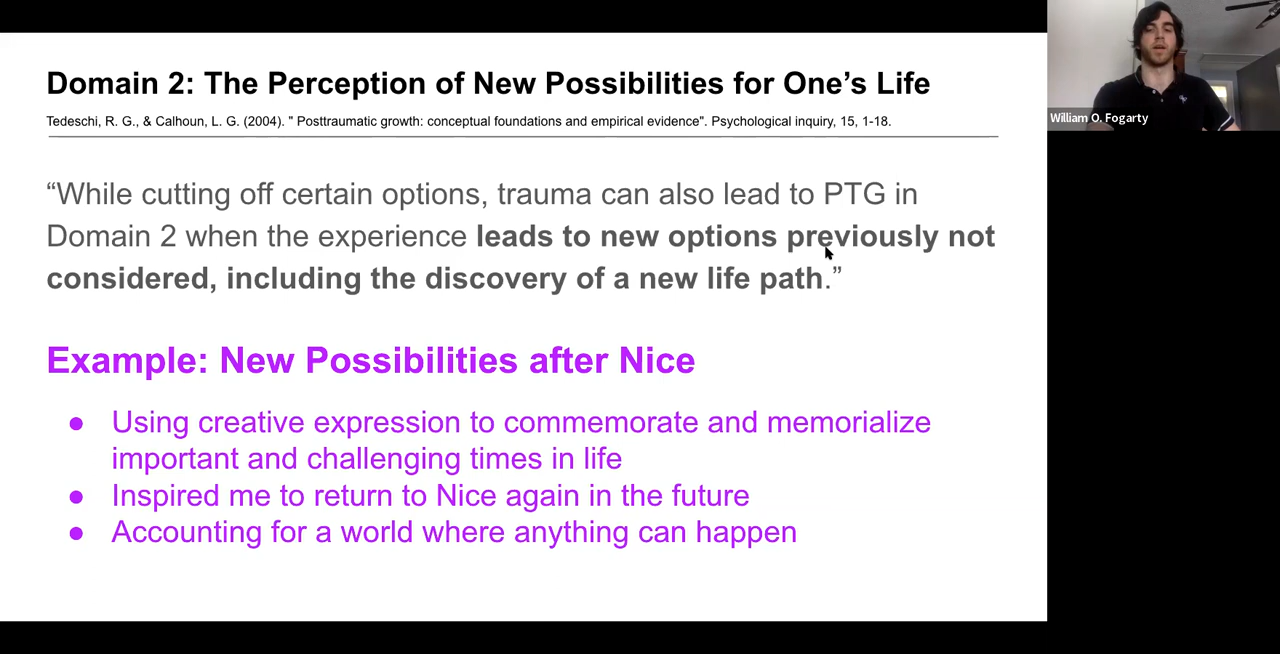 Domain 2: The Perception of New Possibilities for One’s Life
Tedeschi, R. G., & Calhoun, L. G. (2004). " Posttraumatic growth: conceptual foundations and empirical evidence". Psychological inquiry, 15, 1-18.
“While cutting off certain options, trauma can also lead to PTG in
Domain 2 when the experience leads to new options previously not
considered, including the discovery of a new life path.”
Example: New Possibilities after Nice
● Using creative expression to commemorate and memorialize
important and challenging times in life
● Inspired me to return to Nice again in the future
● Accounting for a world where anything can happen
William O. Fogarty